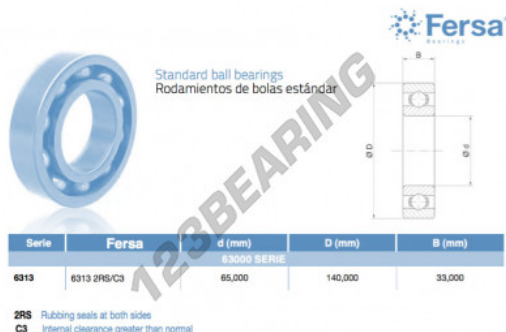 Fersa
Bearings
Standard ball bearings
Rodamientos de bolas estándar
B
Ø D
Ø d
123BEARING
Serie Fersa d (mm) D (mm) B (mm)
63000 SERIE
6313 6313 2RS/C3 65,000 140,000 33,000
2RS Rubbing seals at both sides
C3 Internal clearance greater than normal